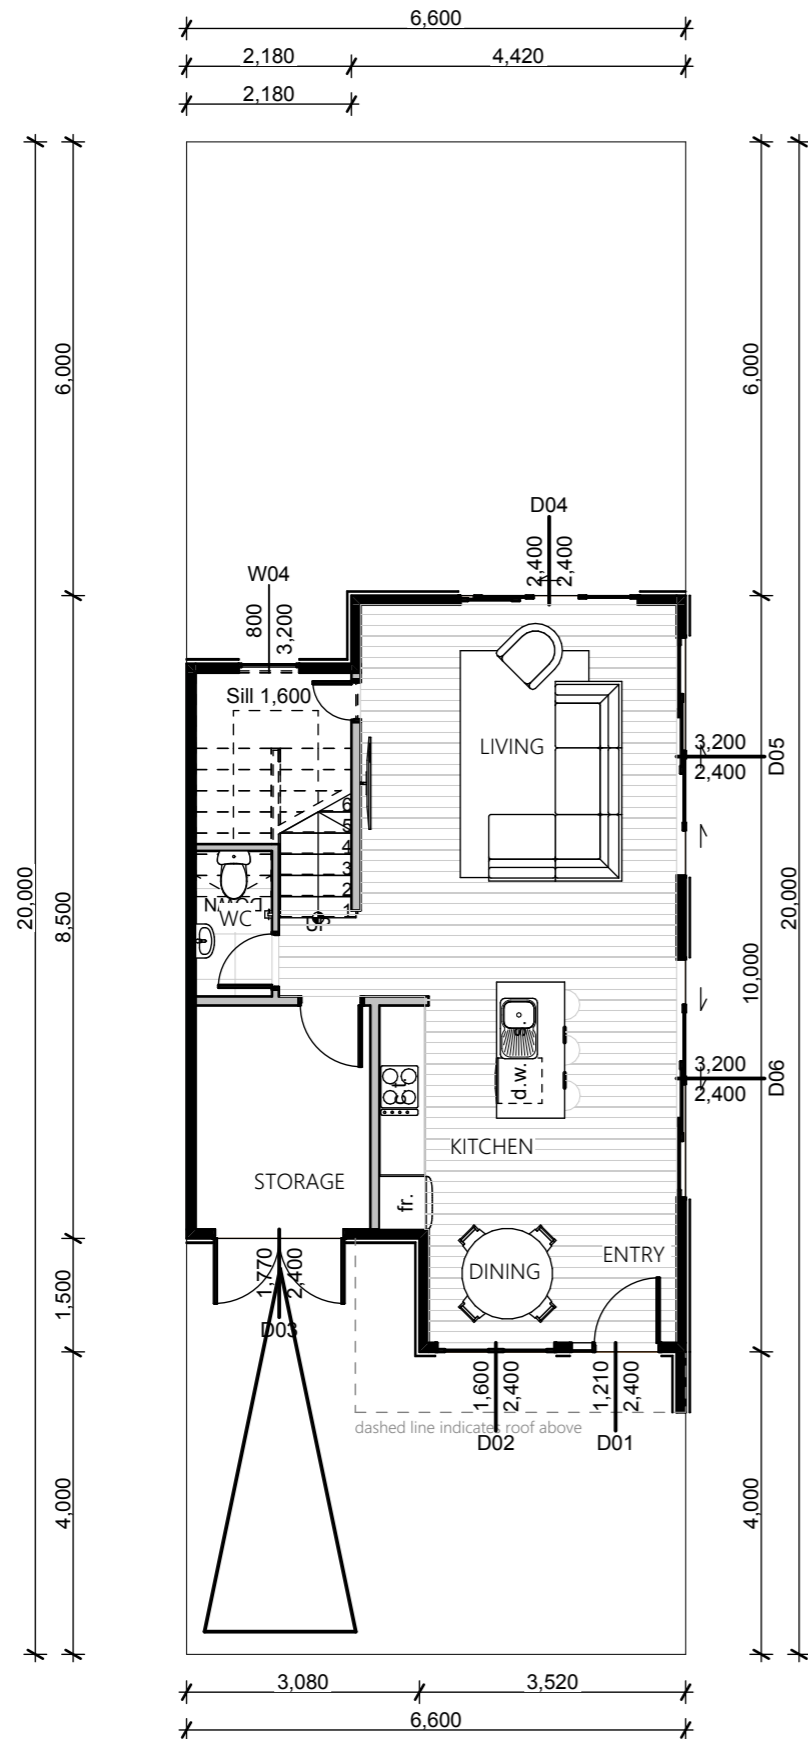 6,600
2,180
4,420
2,180
6,000
6,000
D04
2,400
2,400
W04
800
3,200
Sill 1,600
LIVING
3,200
2,400
D05
6
5
4
3
2
1
UP
WC
20,000
8,500
20,000
10,000
3,200
2,400
D06
d.w.
KITCHEN
STORAGE
fr.
ENTRY
DINING
1,500
1,770
2,400
D03
1,600
2,400
1,210
2,400
dashed line indicates roof above
D02
D01
4,000
4,000
3,080
3,520
6,600